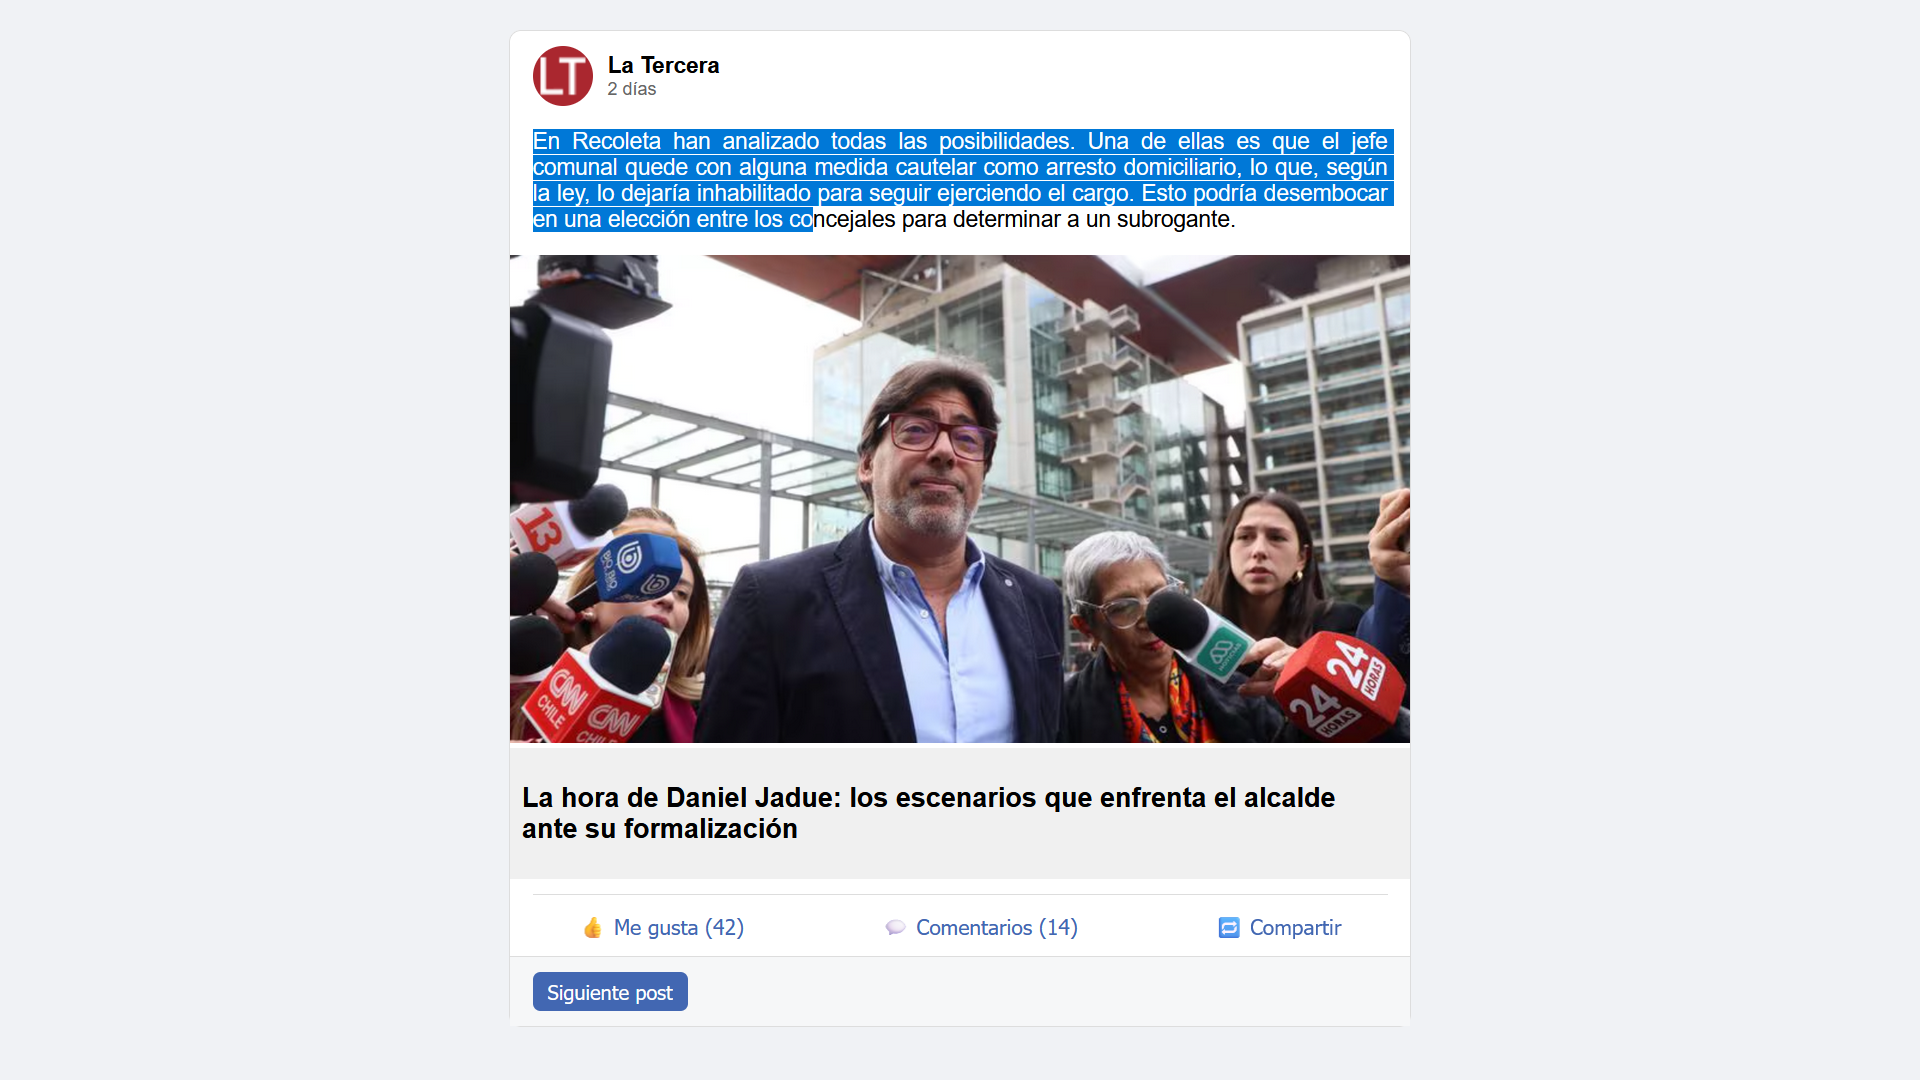 LT
La Tercera
2 días
En Recoleta han analizado todas las posibilidades. Una de ellas es que el jefe
comunal quede con alguna medida cautelar como arresto domiciliario, lo que, según
la ley, lo dejaría inhabilitado para seguir ejerciendo el cargo. Esto podría desembocar
en una elección entre los concejales para determinar a un subrogante.
13
BIO BIO
CNN
CHILE
CNN
CHILE
24
HORAS
24
HORAS
La hora de Daniel Jadue: los escenarios que enfrenta el alcalde
ante su formalización
Me gusta (42)
Comentarios (14)
Compartir
Siguiente post